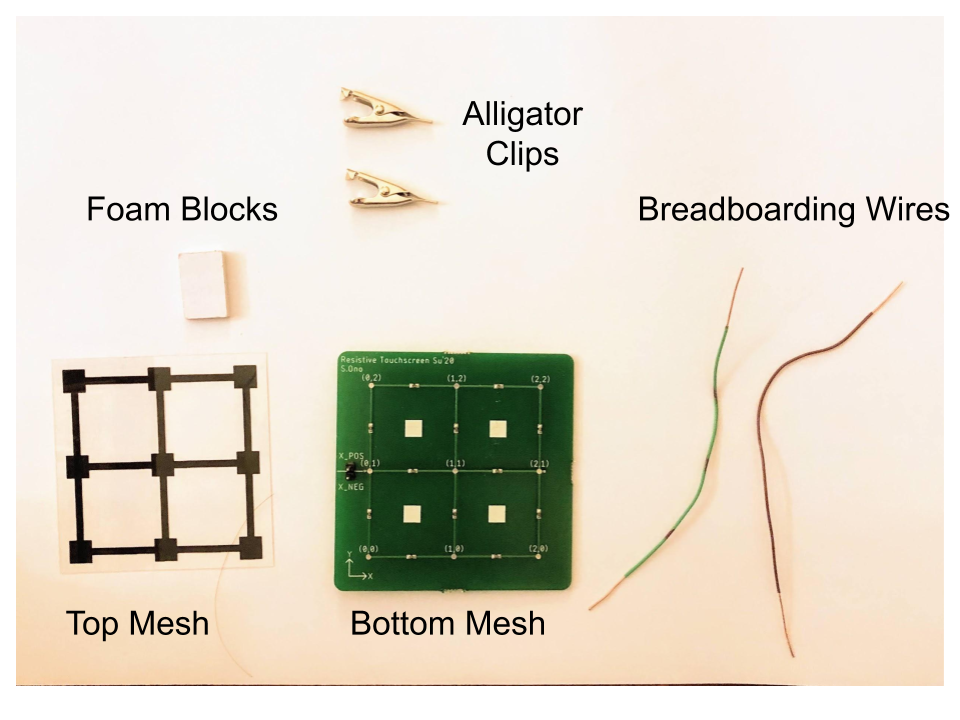 Alligator
Clips
Foam Blocks
Breadboarding Wires
Resistive Touchscreen Su'20
S.Ono
(0,2)
(1,2)
(2,2)
X_POS
(0,1)
(1,1)
(2,1)
X_NEG
(0,0)
(1,0)
(2,0)
Y
X
Top Mesh
Bottom Mesh